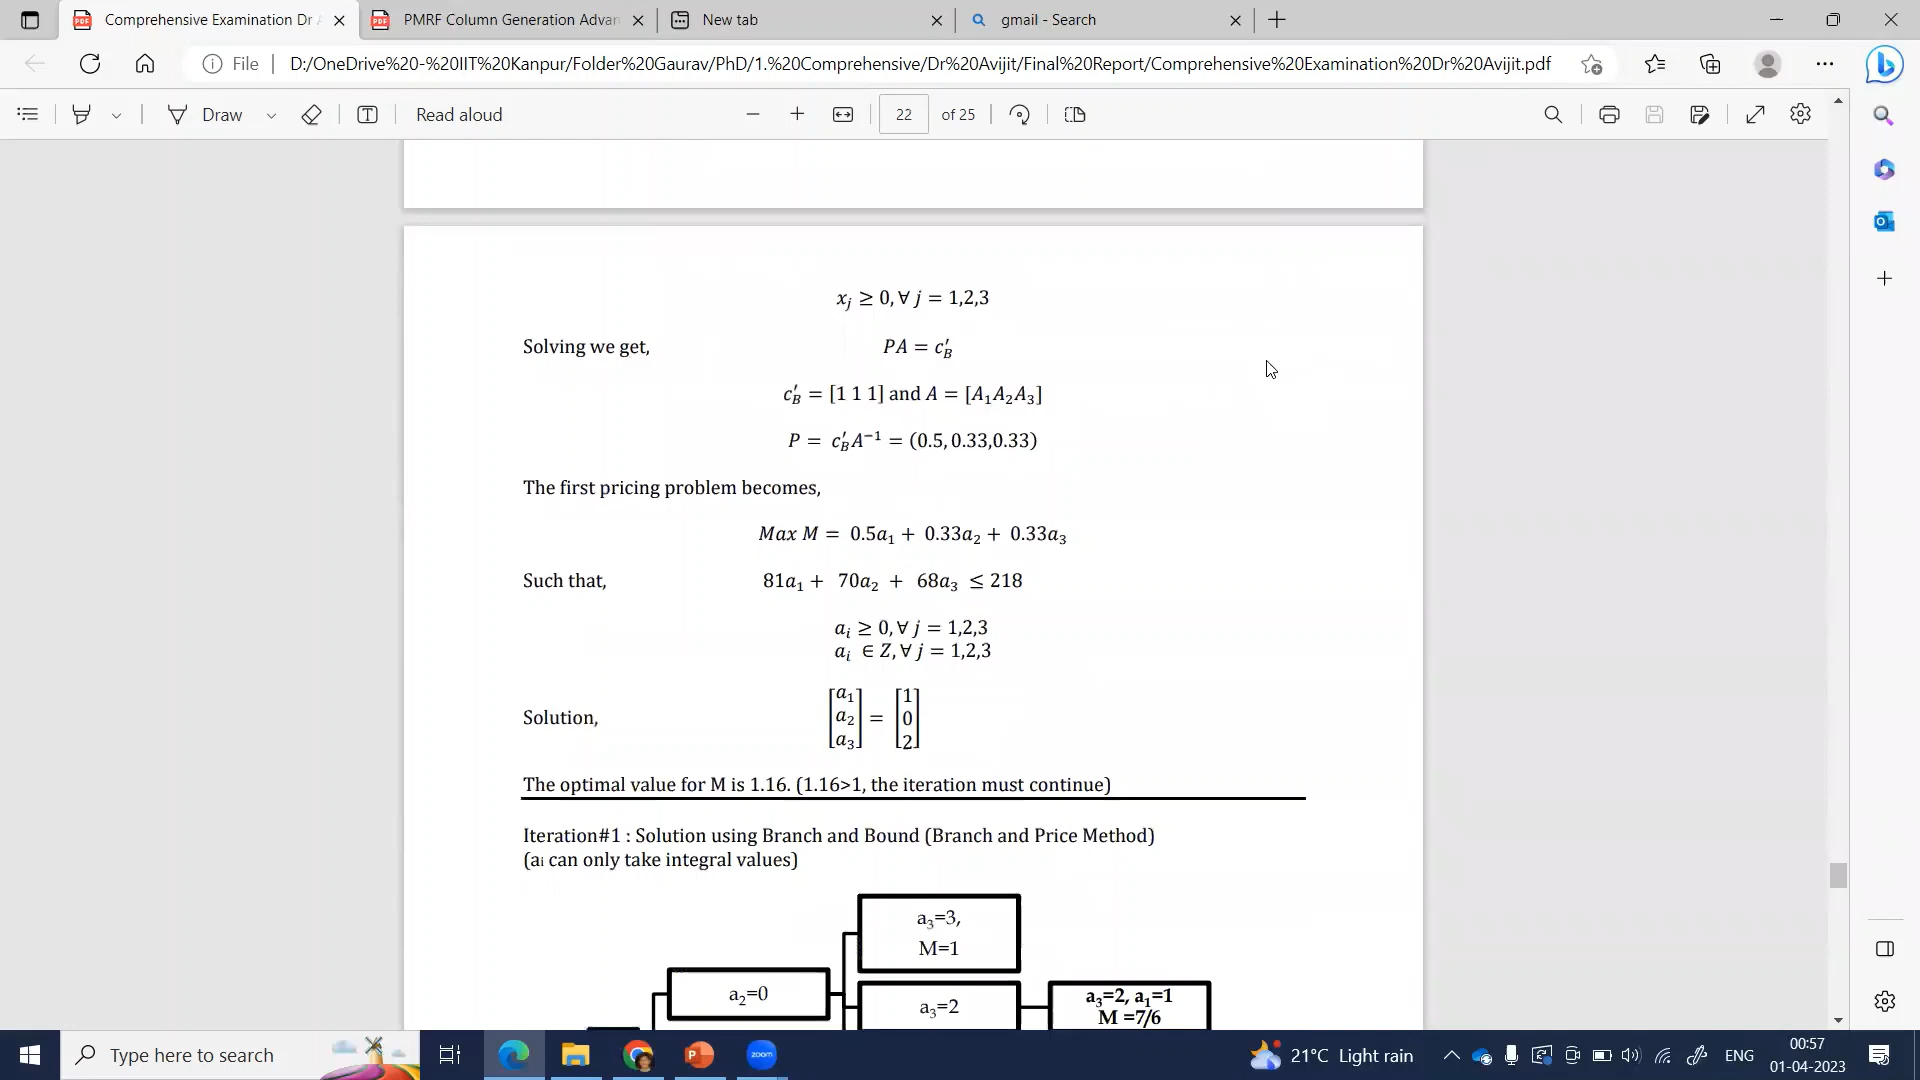 Comprehensive Examination Dr A
PMRF Column Generation Advan
New tab
gmail - Search
File
D:/OneDrive%20-%20IIT%20Kanpur/Folder%20Gaurav/PhD/1.%20Comprehensive/Dr%20Avijit/Final%20Report/Comprehensive%20Examination%20Dr%20Avijit.pdf
Draw
Read aloud
22 of 25
xⱼ ≥ 0, ∀ j = 1,2,3
Solving we get, PA = c′_B
c′_B = [1 1 1] and A = [A₁A₂A₃]
P = c′_B A⁻¹ = (0.5, 0.33,0.33)
The first pricing problem becomes,
Max M = 0.5a₁ + 0.33a₂ + 0.33a₃
Such that, 81a₁ + 70a₂ + 68a₃ ≤ 218
aᵢ ≥ 0, ∀ j = 1,2,3
aᵢ ∈ Z, ∀ j = 1,2,3
Solution, [a₁ a₂ a₃] = [1 0 2]
The optimal value for M is 1.16. (1.16>1, the iteration must continue)
Iteration#1 : Solution using Branch and Bound (Branch and Price Method)
(aᵢ can only take integral values)
a₃=3,
M=1
a₂=0
a₃=2
a₃=2, a₁=1
M =7/6
Type here to search
zoom
21°C Light rain
ENG
00:57
01-04-2023